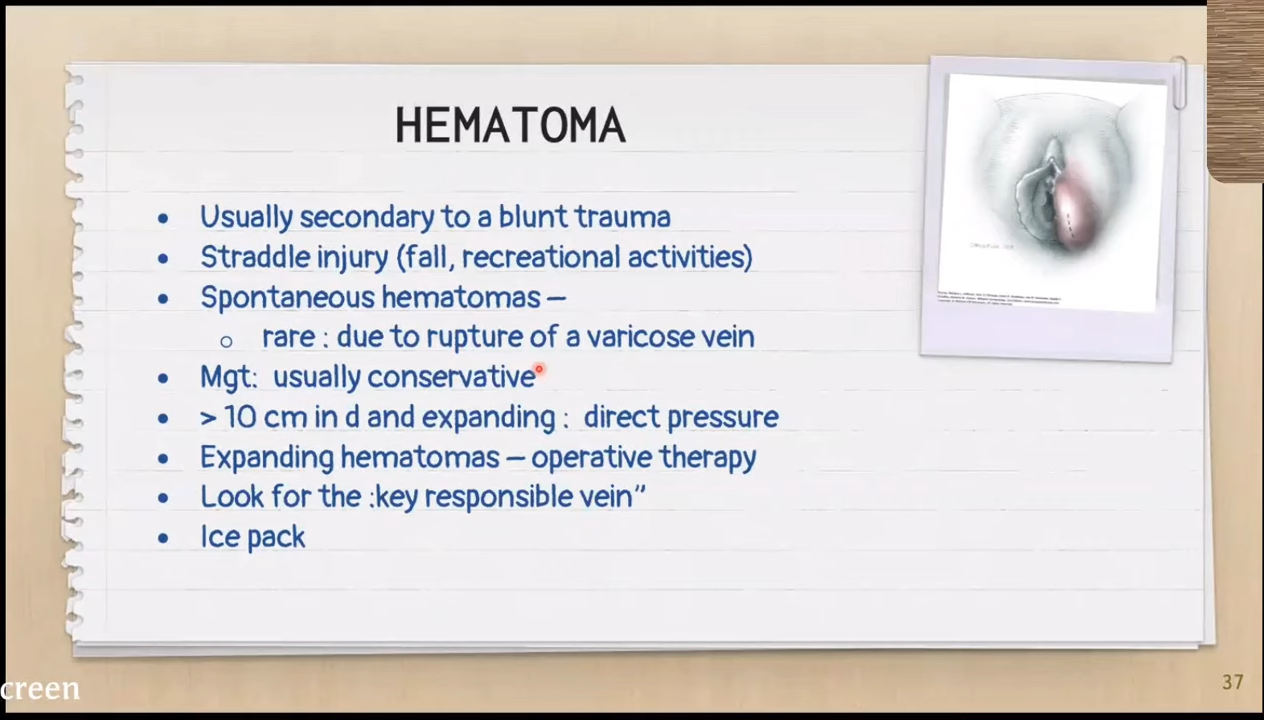 HEMATOMA
• Usually secondary to a blunt trauma
• Straddle injury (fall, recreational activities)
• Spontaneous hematomas –
o rare : due to rupture of a varicose vein
• Mgt: usually conservative
• > 10 cm in d and expanding : direct pressure
• Expanding hematomas – operative therapy
• Look for the :key responsible vein”
• Ice pack
creen
37